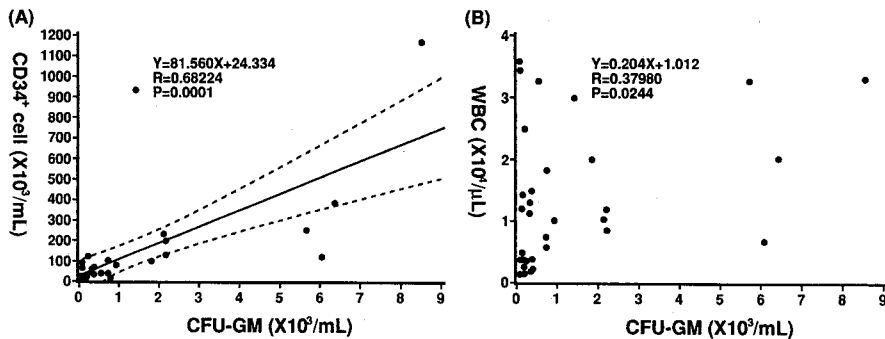 (A)
1200
1100
1000
900
800
700
600
500
400
300
200
100
0
CD34+ cell (X10³/mL)
Y=81.560X+24.334
R=0.68224
P=0.0001
0 1 2 3 4 5 6 7 8 9
CFU-GM (X10³/mL)
(B)
4
3
2
1
0
WBC (X10⁴/μL)
Y=0.204X+1.012
R=0.37980
P=0.0244
0 1 2 3 4 5 6 7 8 9
CFU-GM (X10³/mL)